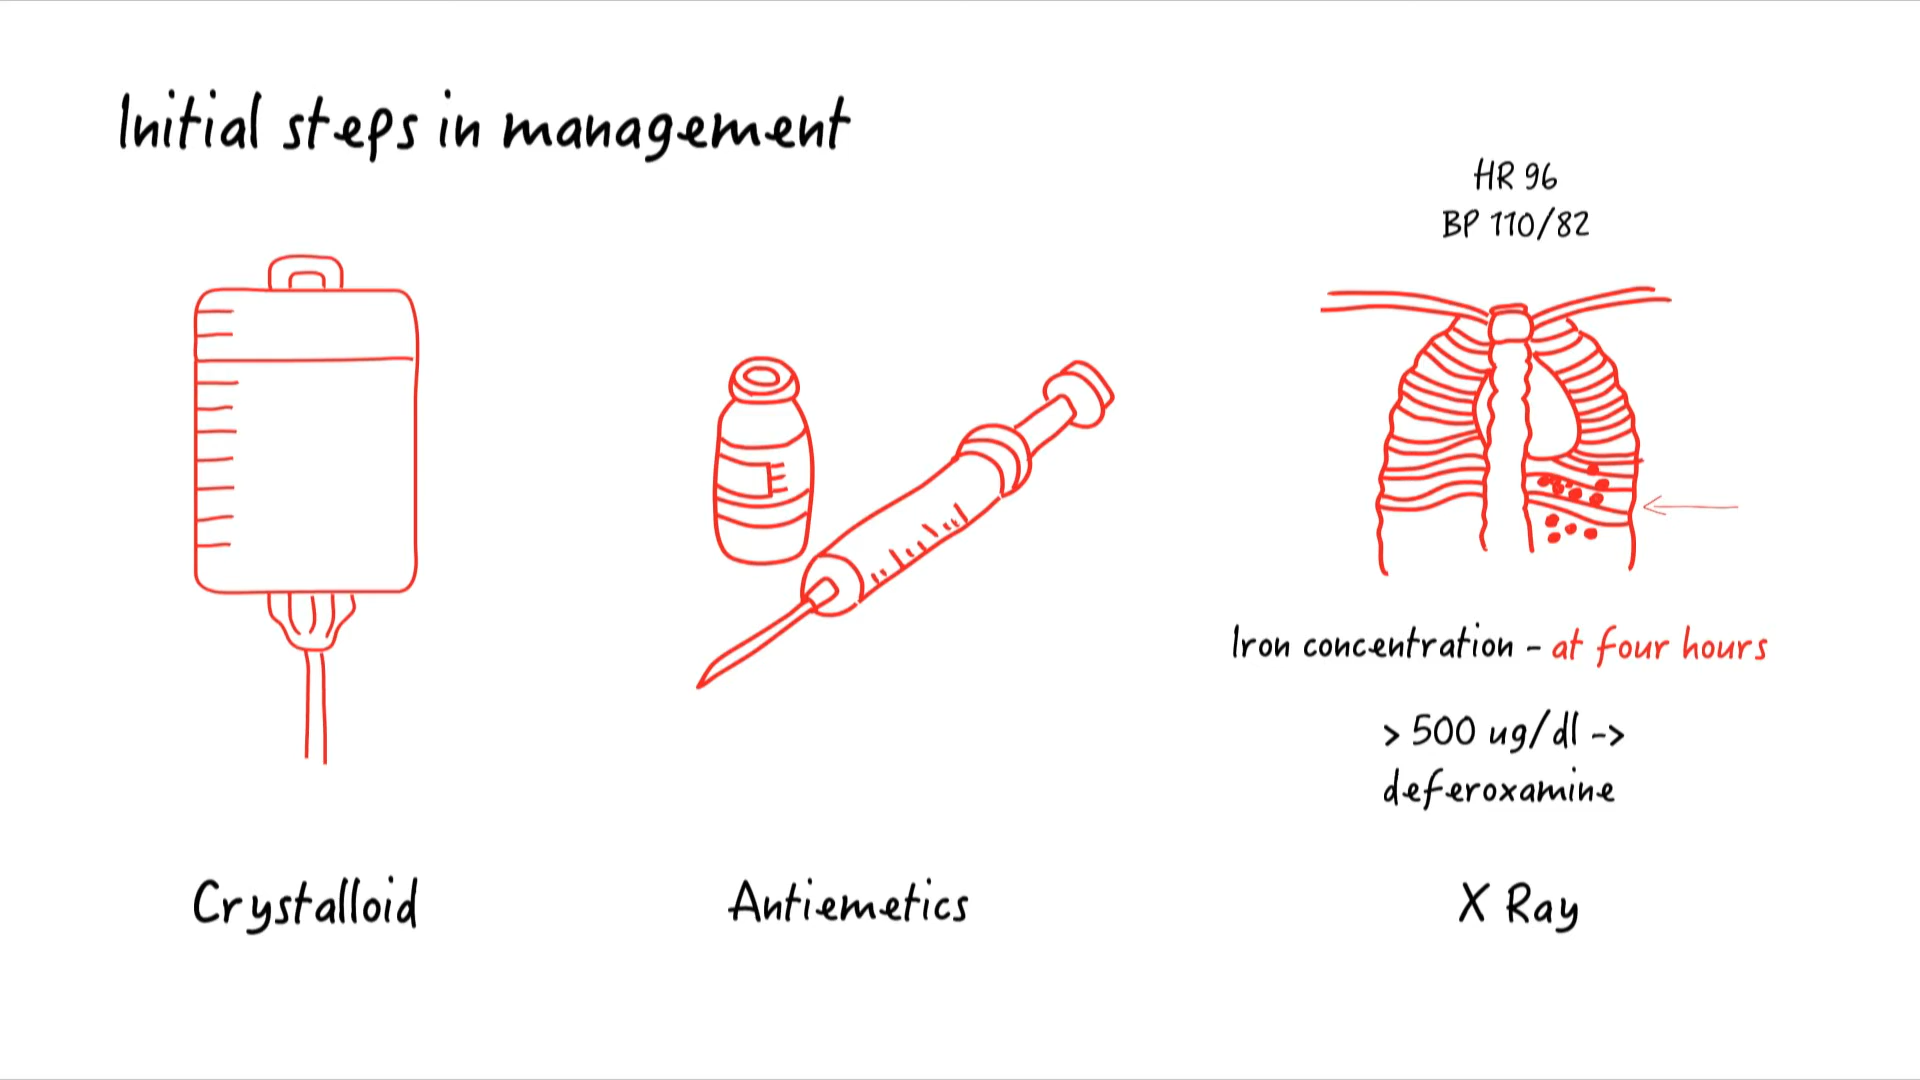 Initial steps in management
HR 96
BP 110/82
Iron concentration - at four hours
> 500 ug/dl ->
deferoxamine
Crystalloid
Antiemetics
X Ray